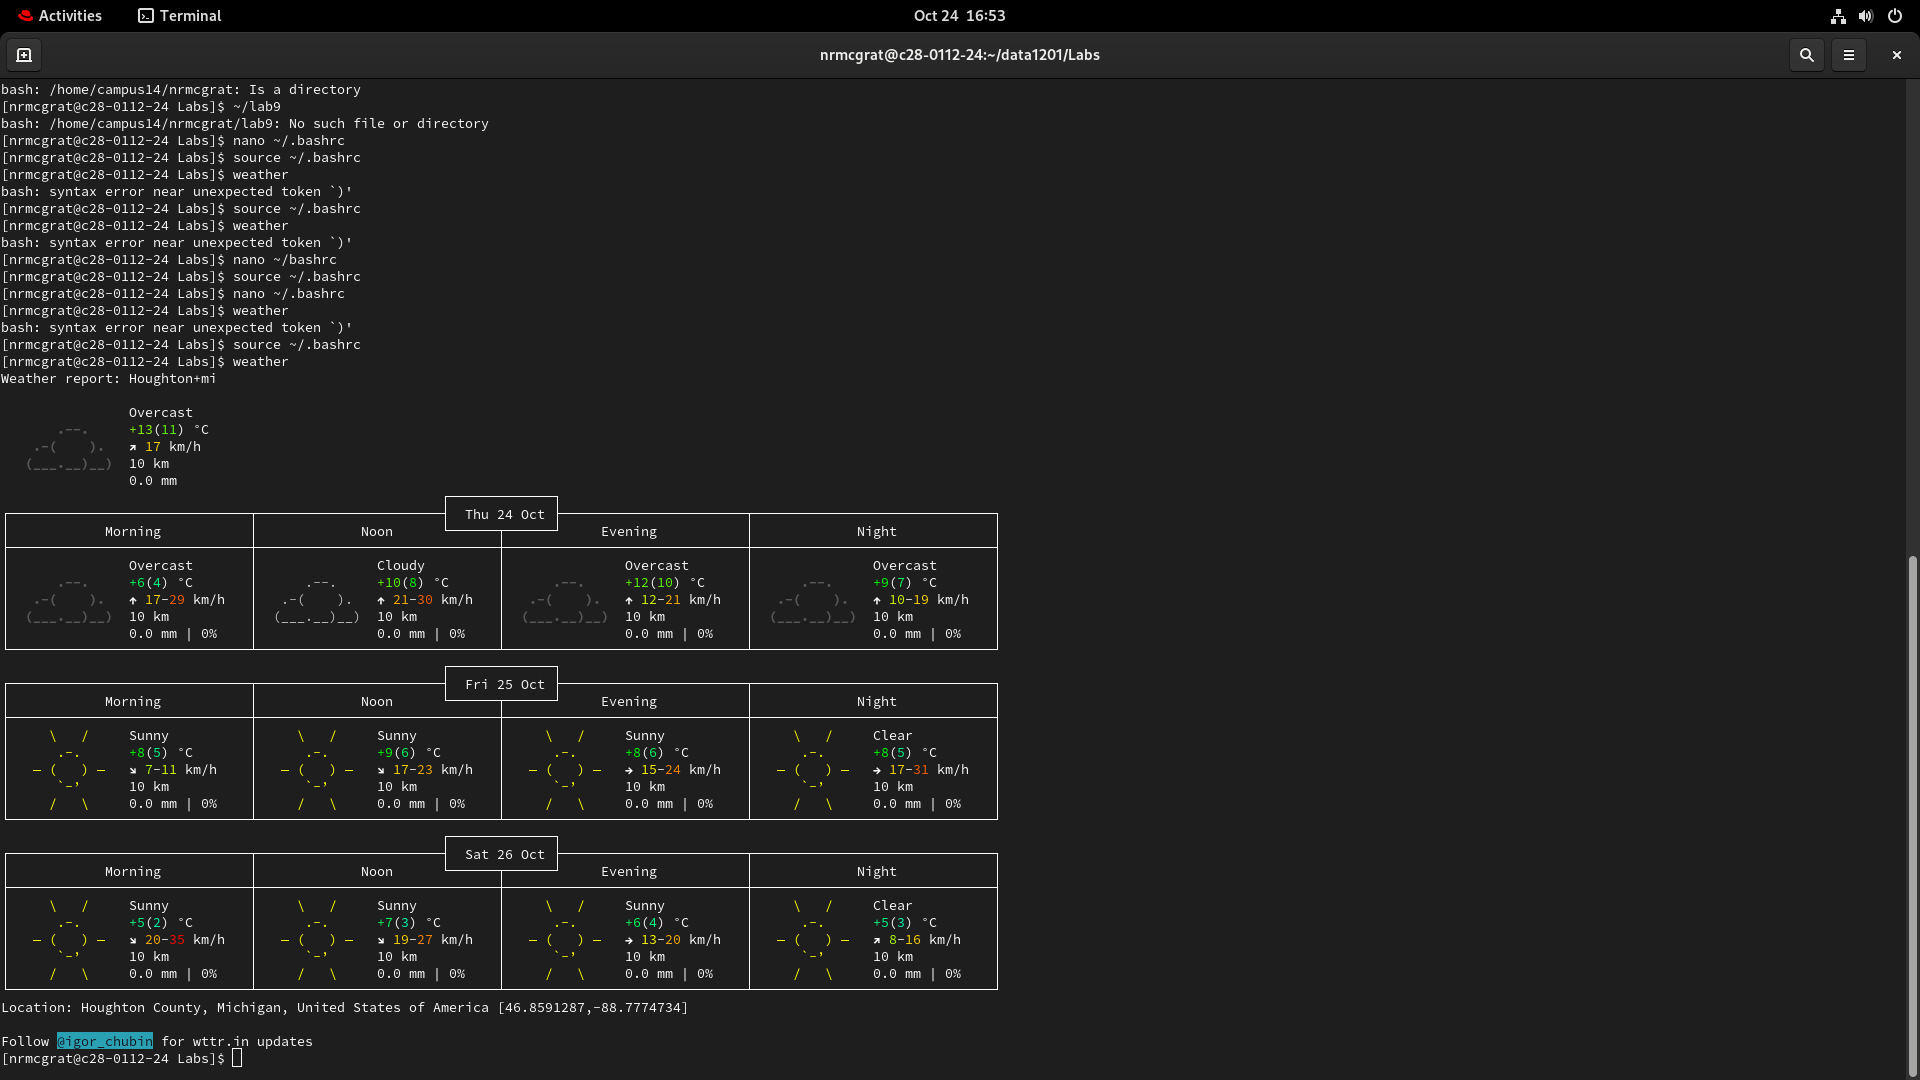 Activities Terminal Oct 24 16:53
nrmcgrat@c28-0112-24:~/data1201/Labs
bash: /home/campus14/nrmcgrat: Is a directory
[nrmcgrat@c28-0112-24 Labs]$ ~/lab9
bash: /home/campus14/nrmcgrat/lab9: No such file or directory
[nrmcgrat@c28-0112-24 Labs]$ nano ~/.bashrc
[nrmcgrat@c28-0112-24 Labs]$ source ~/.bashrc
[nrmcgrat@c28-0112-24 Labs]$ weather
bash: syntax error near unexpected token `)'
[nrmcgrat@c28-0112-24 Labs]$ source ~/.bashrc
[nrmcgrat@c28-0112-24 Labs]$ weather
bash: syntax error near unexpected token `)'
[nrmcgrat@c28-0112-24 Labs]$ nano ~/bashrc
[nrmcgrat@c28-0112-24 Labs]$ source ~/.bashrc
[nrmcgrat@c28-0112-24 Labs]$ nano ~/.bashrc
[nrmcgrat@c28-0112-24 Labs]$ weather
bash: syntax error near unexpected token `)'
[nrmcgrat@c28-0112-24 Labs]$ source ~/.bashrc
[nrmcgrat@c28-0112-24 Labs]$ weather
Weather report: Houghton+mi
Overcast
+13(11) °C
↗ 17 km/h
10 km
0.0 mm
Thu 24 Oct
Morning Noon Evening Night
Overcast Cloudy Overcast Overcast
+6(4) °C +10(8) °C +12(10) °C +9(7) °C
↑ 17-29 km/h ↑ 21-30 km/h ↑ 12-21 km/h ↑ 10-19 km/h
10 km 10 km 10 km 10 km
0.0 mm | 0% 0.0 mm | 0% 0.0 mm | 0% 0.0 mm | 0%
Fri 25 Oct
Morning Noon Evening Night
Sunny Sunny Sunny Clear
+8(5) °C +9(6) °C +8(6) °C +8(5) °C
↘ 7-11 km/h ↘ 17-23 km/h → 15-24 km/h → 17-31 km/h
10 km 10 km 10 km 10 km
0.0 mm | 0% 0.0 mm | 0% 0.0 mm | 0% 0.0 mm | 0%
Sat 26 Oct
Morning Noon Evening Night
Sunny Sunny Sunny Clear
+5(2) °C +7(3) °C +6(4) °C +5(3) °C
↘ 20-35 km/h ↘ 19-27 km/h → 13-20 km/h ↗ 8-16 km/h
10 km 10 km 10 km 10 km
0.0 mm | 0% 0.0 mm | 0% 0.0 mm | 0% 0.0 mm | 0%
Location: Houghton County, Michigan, United States of America [46.8591287,-88.7774734]
Follow @igor_chubin for wttr.in updates
[nrmcgrat@c28-0112-24 Labs]$